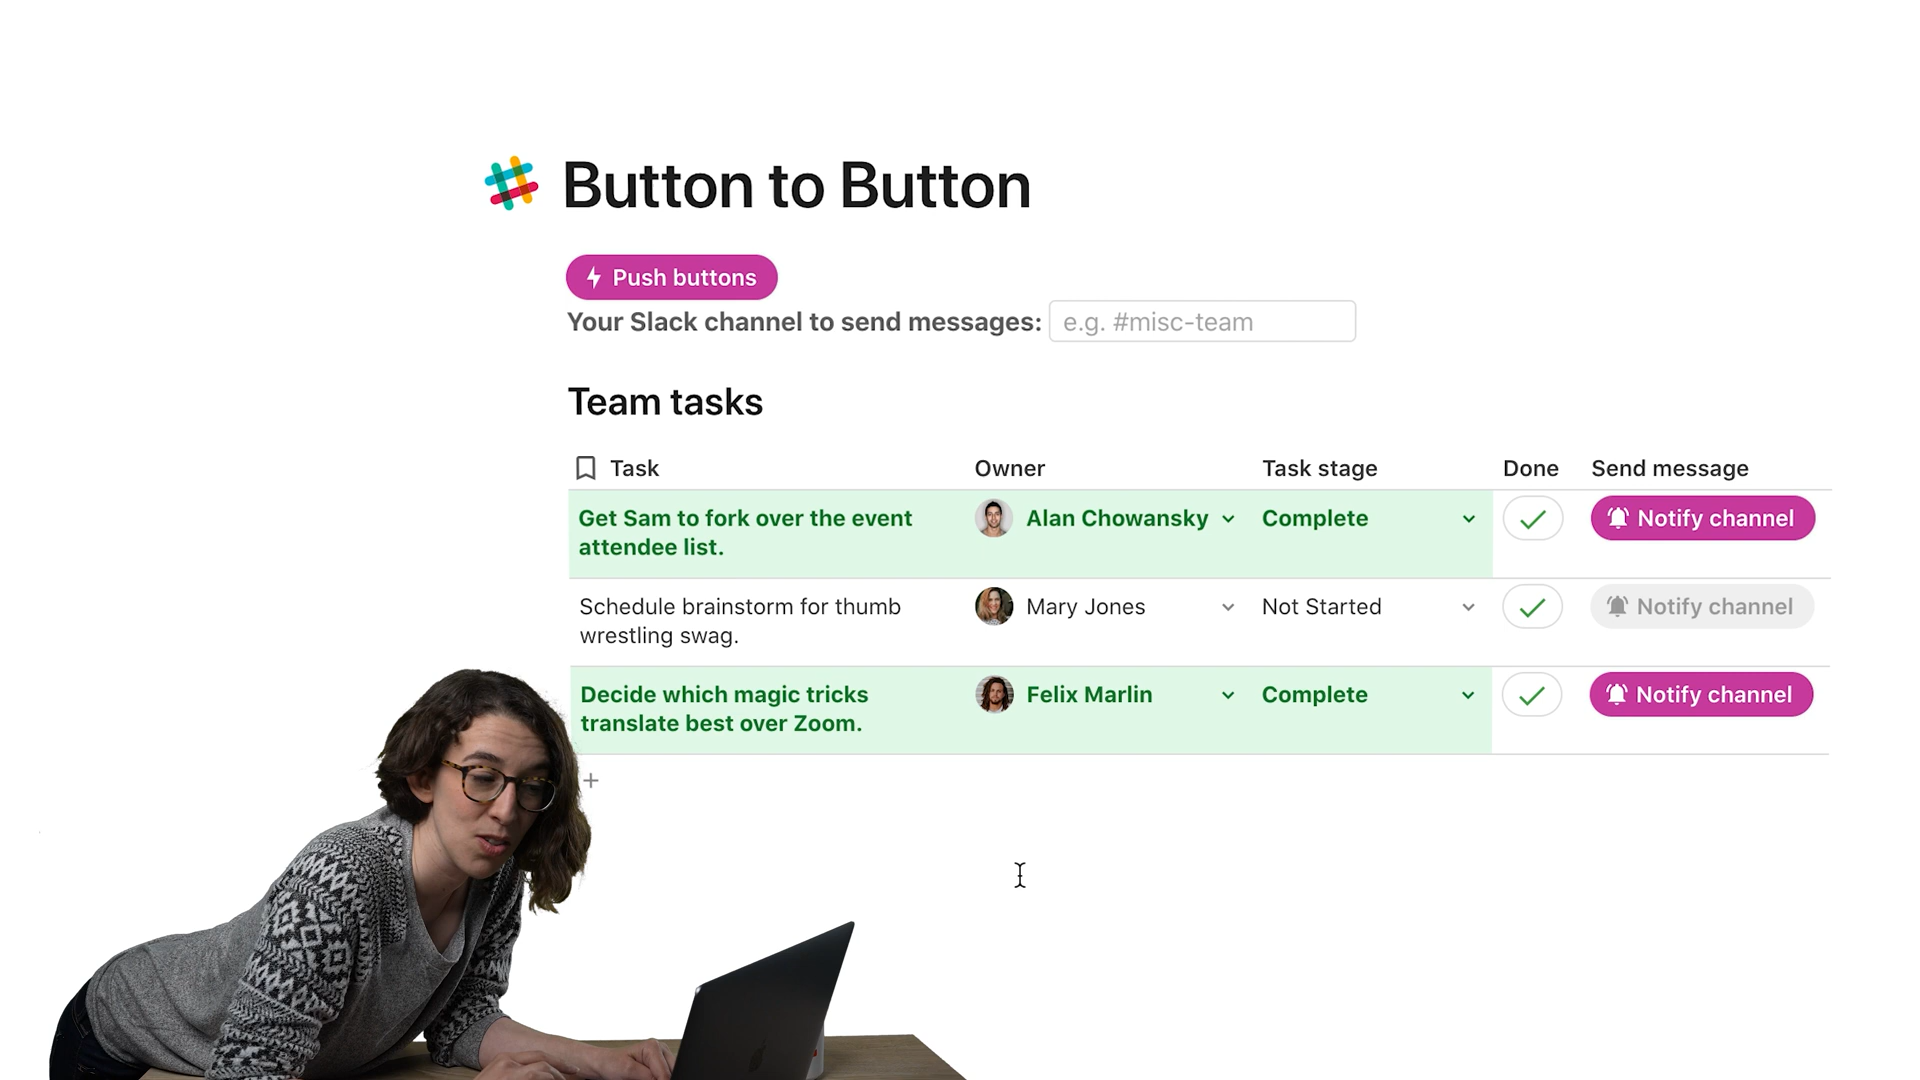 Button to Button
Push buttons
Your Slack channel to send messages: e.g. #misc-team
Team tasks
Task Owner Task stage Done Send message
Get Sam to fork over the event
attendee list.
Alan Chowansky Complete Notify channel
Schedule brainstorm for thumb
wrestling swag.
Mary Jones Not Started Notify channel
Decide which magic tricks
translate best over Zoom.
Felix Marlin Complete Notify channel